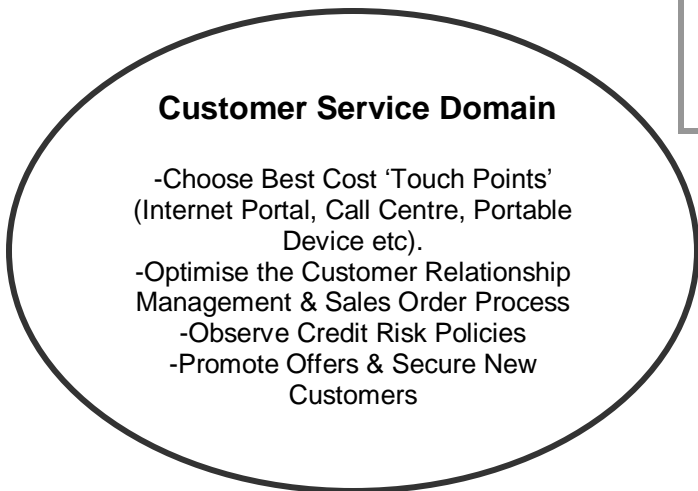 Customer Service Domain
-Choose Best Cost ‘Touch Points’
(Internet Portal, Call Centre, Portable
Device etc).
-Optimise the Customer Relationship
Management & Sales Order Process
-Observe Credit Risk Policies
-Promote Offers & Secure New
Customers